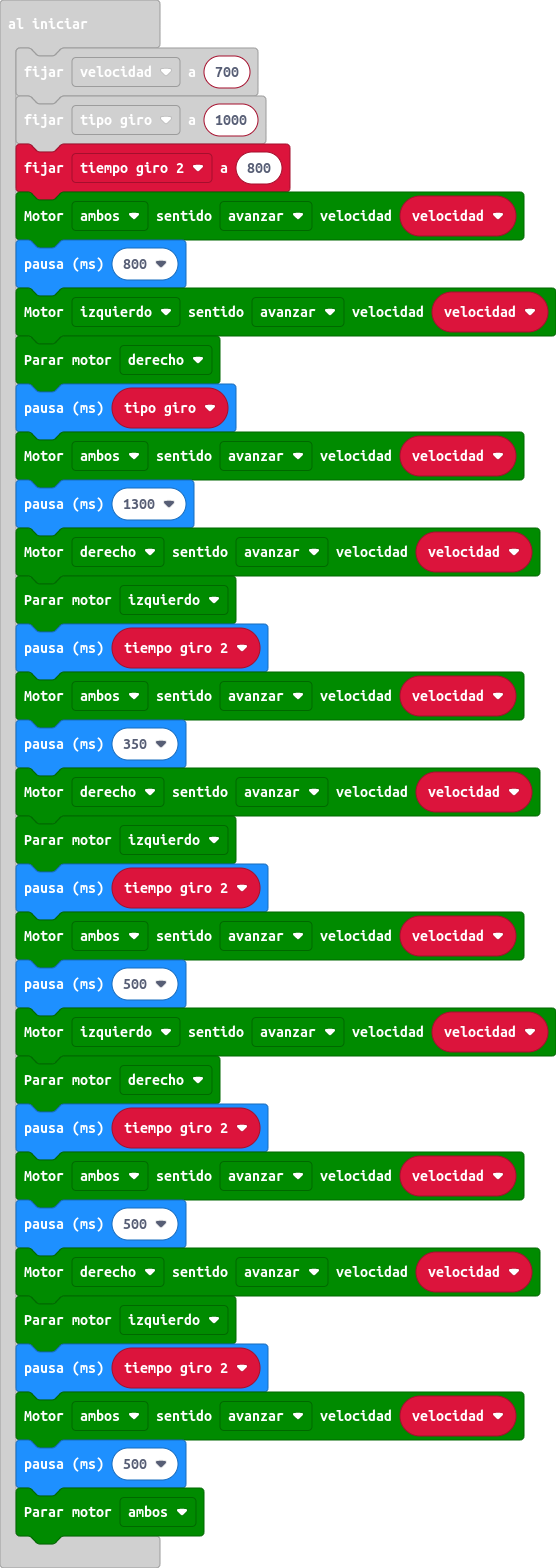 al iniciar
fijar velocidad a 700
fijar tipo giro a 1000
fijar tiempo giro 2 a 800
Motor ambos sentido avanzar velocidad velocidad
pausa (ms) 800
Motor izquierdo sentido avanzar velocidad velocidad
Parar motor derecho
pausa (ms) tipo giro
Motor ambos sentido avanzar velocidad velocidad
pausa (ms) 1300
Motor derecho sentido avanzar velocidad velocidad
Parar motor izquierdo
pausa (ms) tiempo giro 2
Motor ambos sentido avanzar velocidad velocidad
pausa (ms) 350
Motor derecho sentido avanzar velocidad velocidad
Parar motor izquierdo
pausa (ms) tiempo giro 2
Motor ambos sentido avanzar velocidad velocidad
pausa (ms) 500
Motor izquierdo sentido avanzar velocidad velocidad
Parar motor derecho
pausa (ms) tiempo giro 2
Motor ambos sentido avanzar velocidad velocidad
pausa (ms) 500
Motor derecho sentido avanzar velocidad velocidad
Parar motor izquierdo
pausa (ms) tiempo giro 2
Motor ambos sentido avanzar velocidad velocidad
pausa (ms) 500
Parar motor ambos